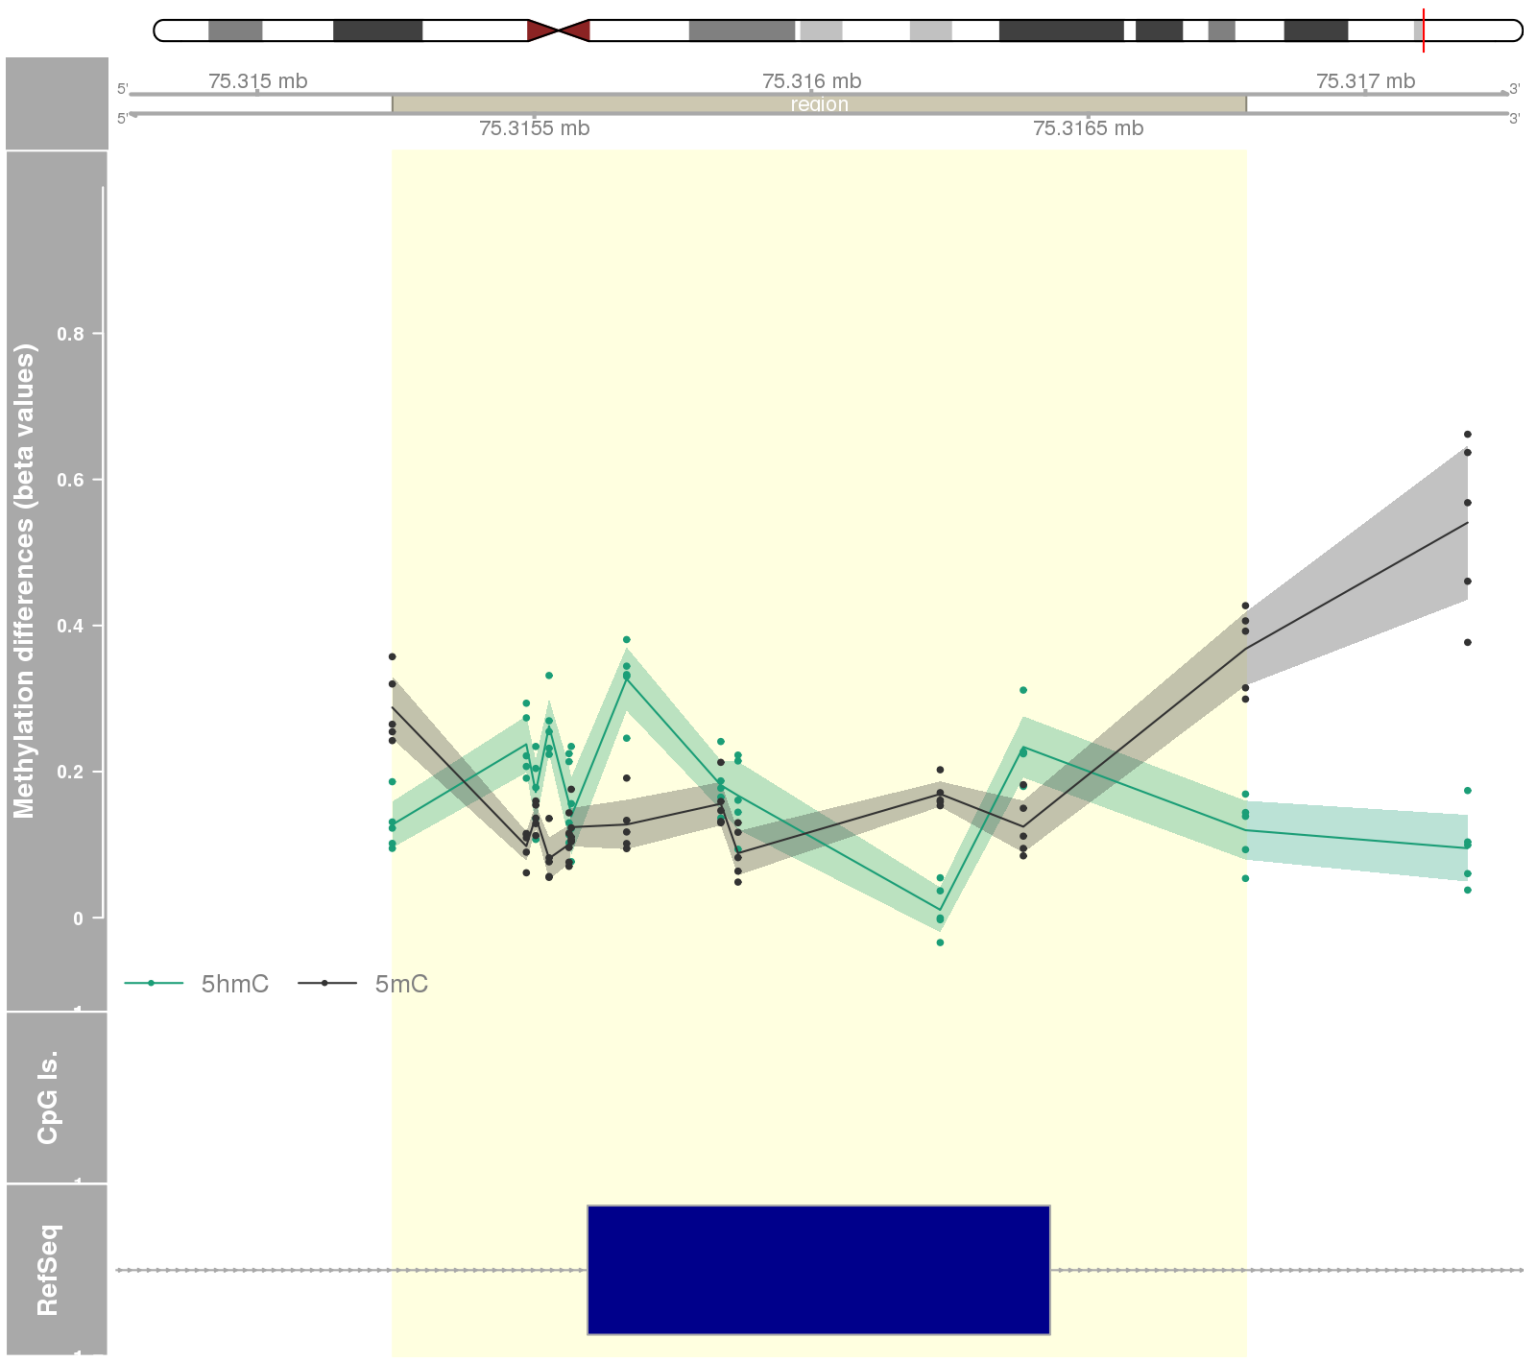 75.315 mb
75.316 mb
75.317 mb
5'
3'
region
5'
3'
75.3155 mb
75.3165 mb
Methylation differences (beta values)
0.8
0.6
0.4
0.2
0
5hmC
5mC
CpG Is.
RefSeq